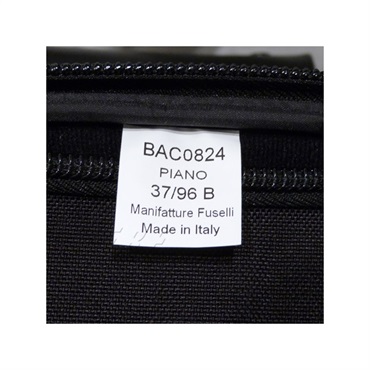 BAC0824
PIANO
37/96 B
Manifatture Fuselli
Made in Italy